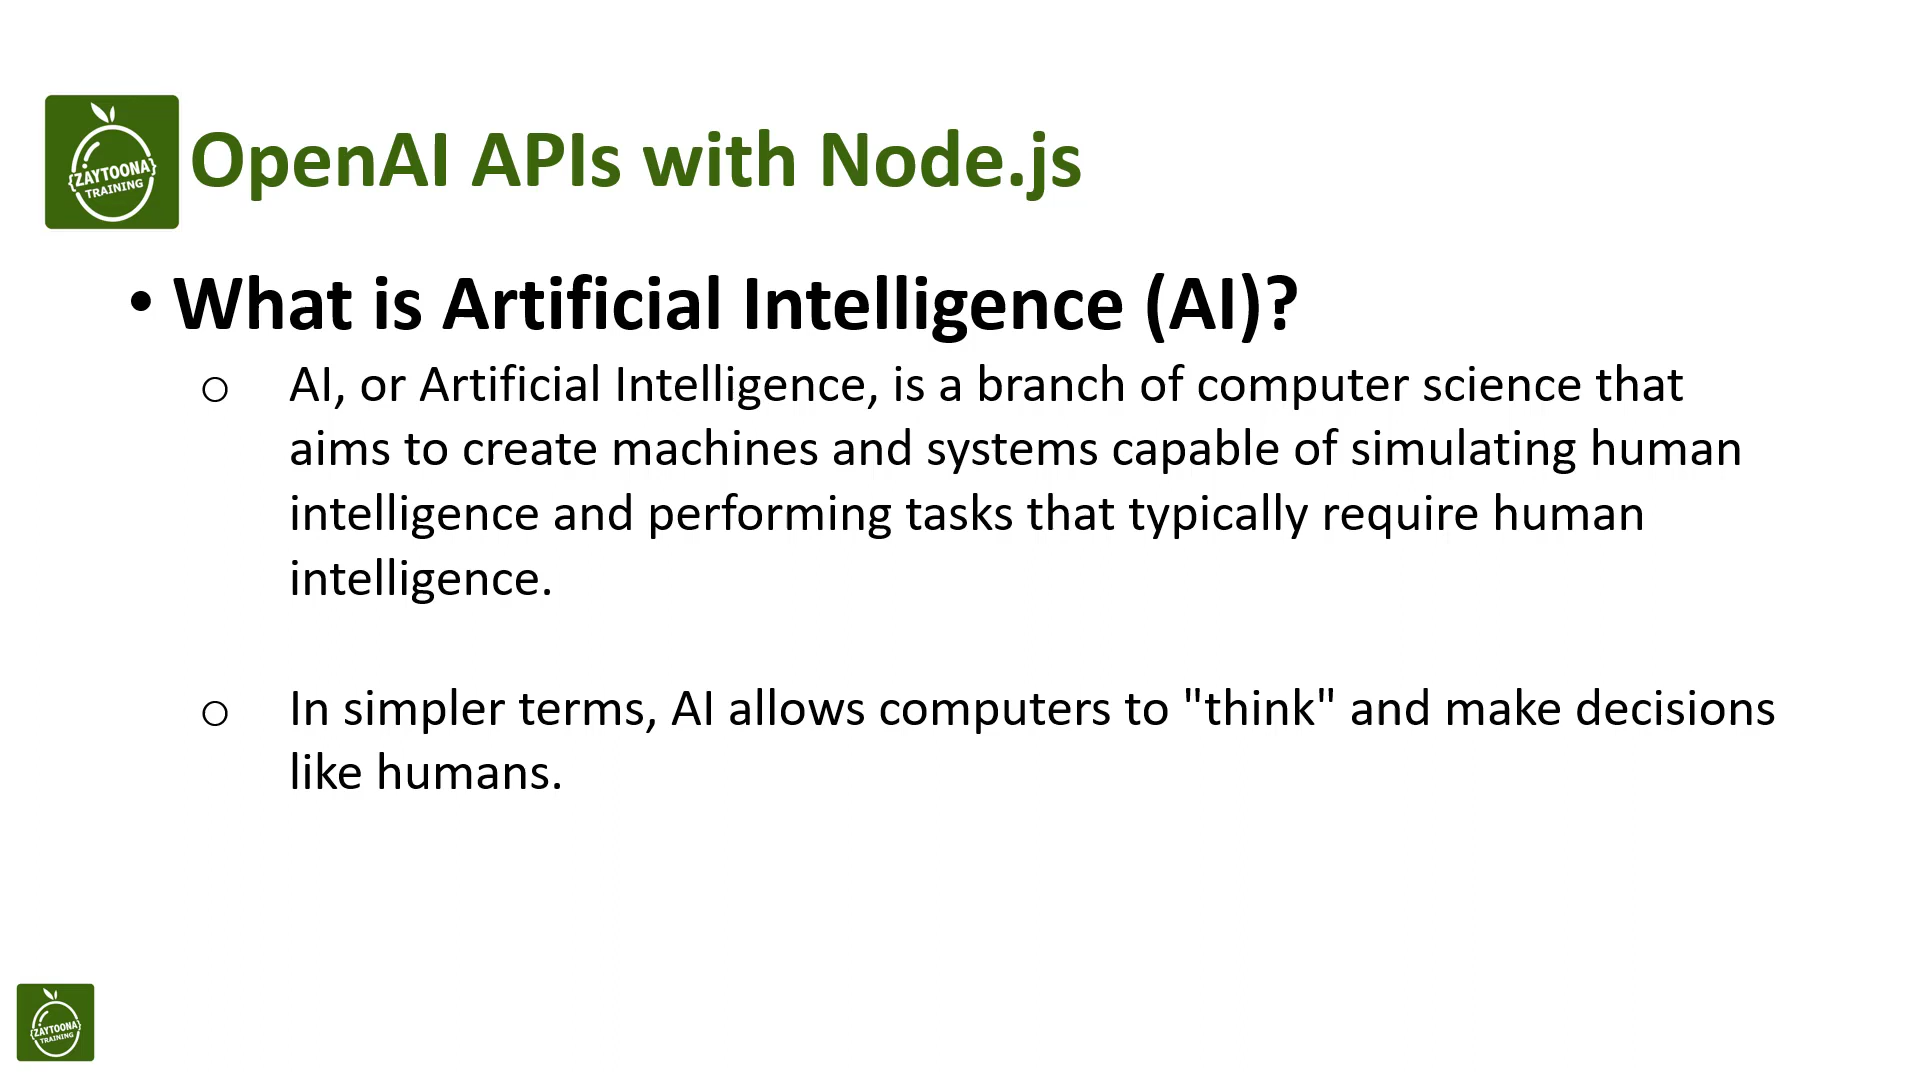 {ZAYTOONA}
TRAINING
OpenAI APIs with Node.js
• What is Artificial Intelligence (AI)?
o AI, or Artificial Intelligence, is a branch of computer science that
aims to create machines and systems capable of simulating human
intelligence and performing tasks that typically require human
intelligence.
o In simpler terms, AI allows computers to "think" and make decisions
like humans.
{ZAYTOONA}
TRAINING